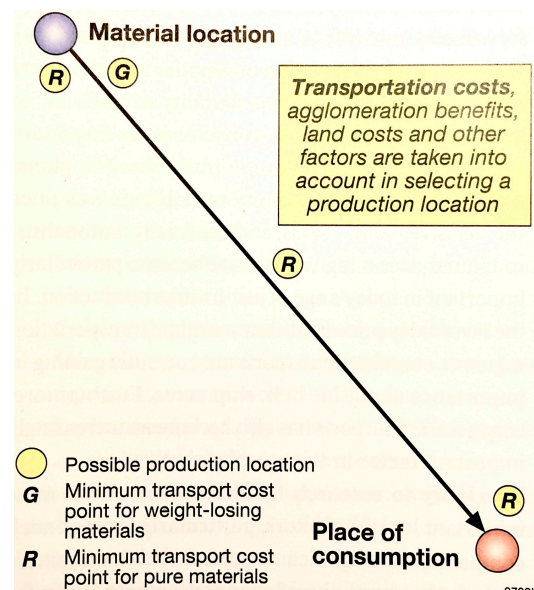 Material location
R
G
Transportation costs,
agglomeration benefits,
land costs and other
factors are taken into
account in selecting a
production location
R
Possible production location
G Minimum transport cost
point for weight-losing
materials
R Minimum transport cost
point for pure materials
R
Place of
consumption